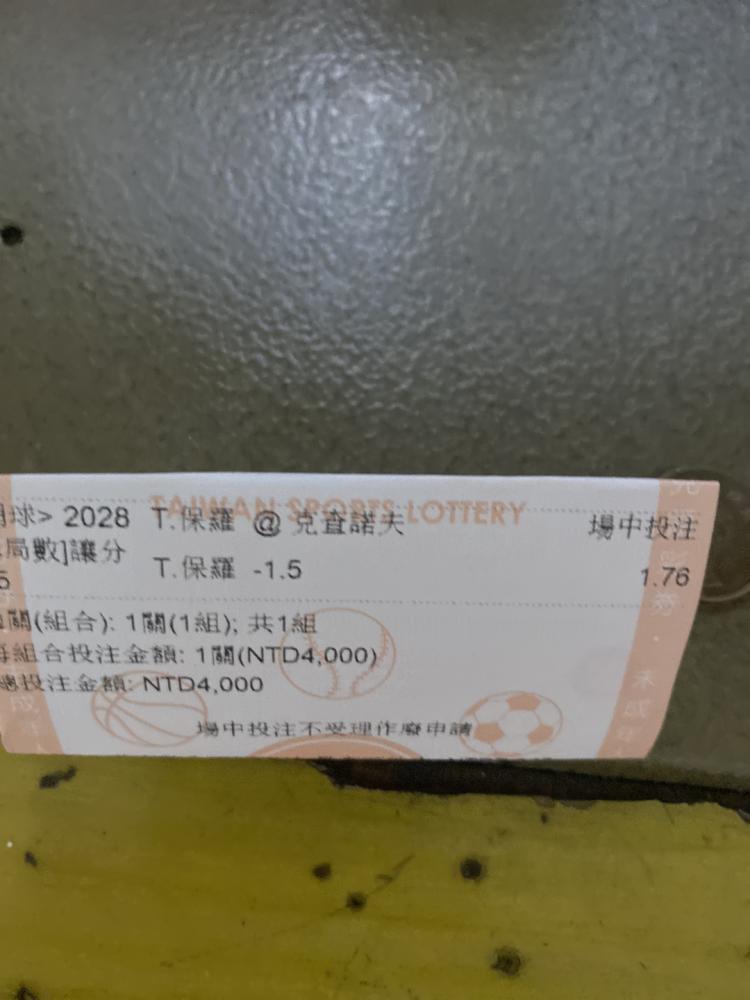 TAIWAN SPORTS LOTTERY
球> 2028 T.保羅 @ 克查諾夫 場中投注
局數]讓分
5 T.保羅 -1.5 1.76
關(組合): 1關(1組); 共1組
每組合投注金額: 1關(NTD4,000)
總投注金額: NTD4,000
場中投注不受理作廢申請